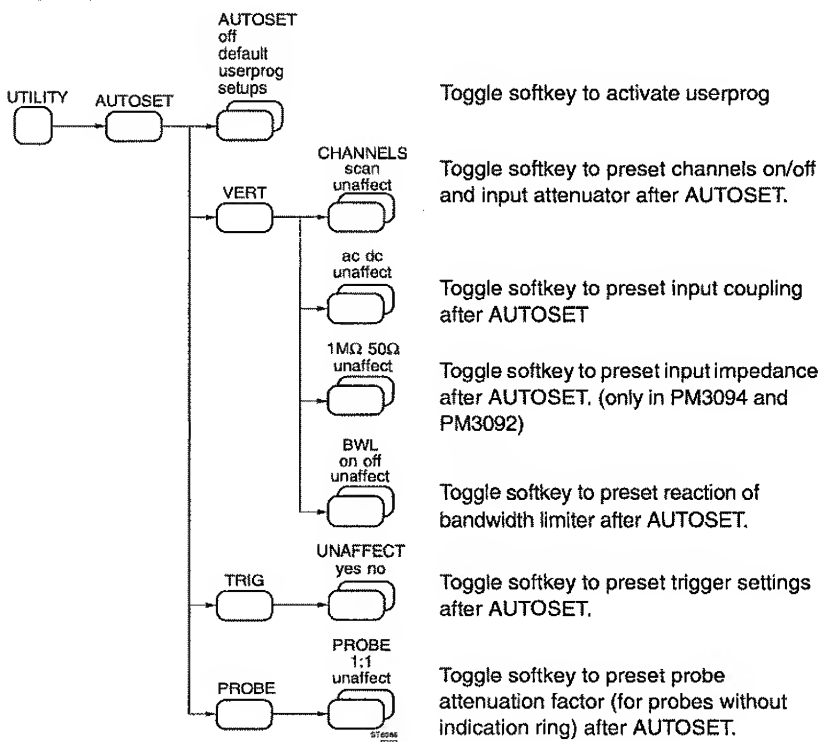 AUTOSET
off
default
userprog
setups
UTILITY
AUTOSET
Toggle softkey to activate userprog
CHANNELS
scan
unaffect
VERT
Toggle softkey to preset channels on/off
and input attenuator after AUTOSET.
ac dc
unaffect
Toggle softkey to preset input coupling
after AUTOSET
1MΩ 50Ω
unaffect
Toggle softkey to preset input impedance
after AUTOSET. (only in PM3094 and
PM3092)
BWL
on off
unaffect
Toggle softkey to preset reaction of
bandwidth limiter after AUTOSET.
UNAFFECT
yes no
TRIG
Toggle softkey to preset trigger settings
after AUTOSET.
PROBE
1:1
unaffect
PROBE
Toggle softkey to preset probe
attenuation factor (for probes without
indication ring) after AUTOSET.